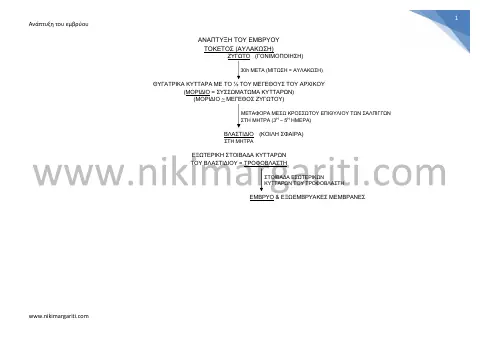 Ανάπτυξη του εμβρύου
1
ΑΝΑΠΤΥΞΗ ΤΟΥ ΕΜΒΡΥΟΥ
ΤΟΚΕΤΟΣ (ΑΥΛΑΚΩΣΗ)
ΖΥΓΩΤΟ (ΓΟΝΙΜΟΠΟΙΗΣΗ)
30h ΜΕΤΑ (ΜΙΤΩΣΗ = ΑΥΛΑΚΩΣΗ)
ΘΥΓΑΤΡΙΚΑ ΚΥΤΤΑΡΑ ΜΕ ΤΟ ½ ΤΟΥ ΜΕΓΕΘΟΥΣ ΤΟΥ ΑΡΧΙΚΟΥ
(ΜΟΡΙΔΙΟ = ΣΥΣΣΩΜΑΤΩΜΑ ΚΥΤΤΑΡΩΝ)
(ΜΟΡΙΔΙΟ > ΜΕΓΕΘΟΣ ΖΥΓΩΤΟΥ)
ΜΕΤΑΦΟΡΑ ΜΕΣΩ ΚΡΟΣΣΩΤΟΥ ΕΠΙΘΥΛΙΟΥ ΤΩΝ ΣΑΛΠΙΓΓΩΝ
ΣΤΗ ΜΗΤΡΑ (3η – 5η ΗΜΕΡΑ)
ΒΛΑΣΤΙΔΙΟ (ΚΟΙΛΗ ΣΦΑΙΡΑ)
ΣΤΗ ΜΗΤΡΑ
ΕΞΩΤΕΡΙΚΗ ΣΤΟΙΒΑΔΑ ΚΥΤΤΑΡΩΝ
ΤΟΥ ΒΛΑΣΤΙΔΙΟΥ = ΤΡΟΦΟΒΛΑΣΤΗ
www.nikimargariti.com
ΣΤΟΙΒΑΔΑ ΕΣΩΤΕΡΙΚΩΝ
ΚΥΤΤΑΡΩΝ ΤΟΥ ΤΡΟΦΟΒΛΑΣΤΗ
ΕΜΒΡΥΟ & ΕΞΩΕΜΒΡΥΑΚΕΣ ΜΕΜΒΡΑΝΕΣ
www.nikimargariti.com